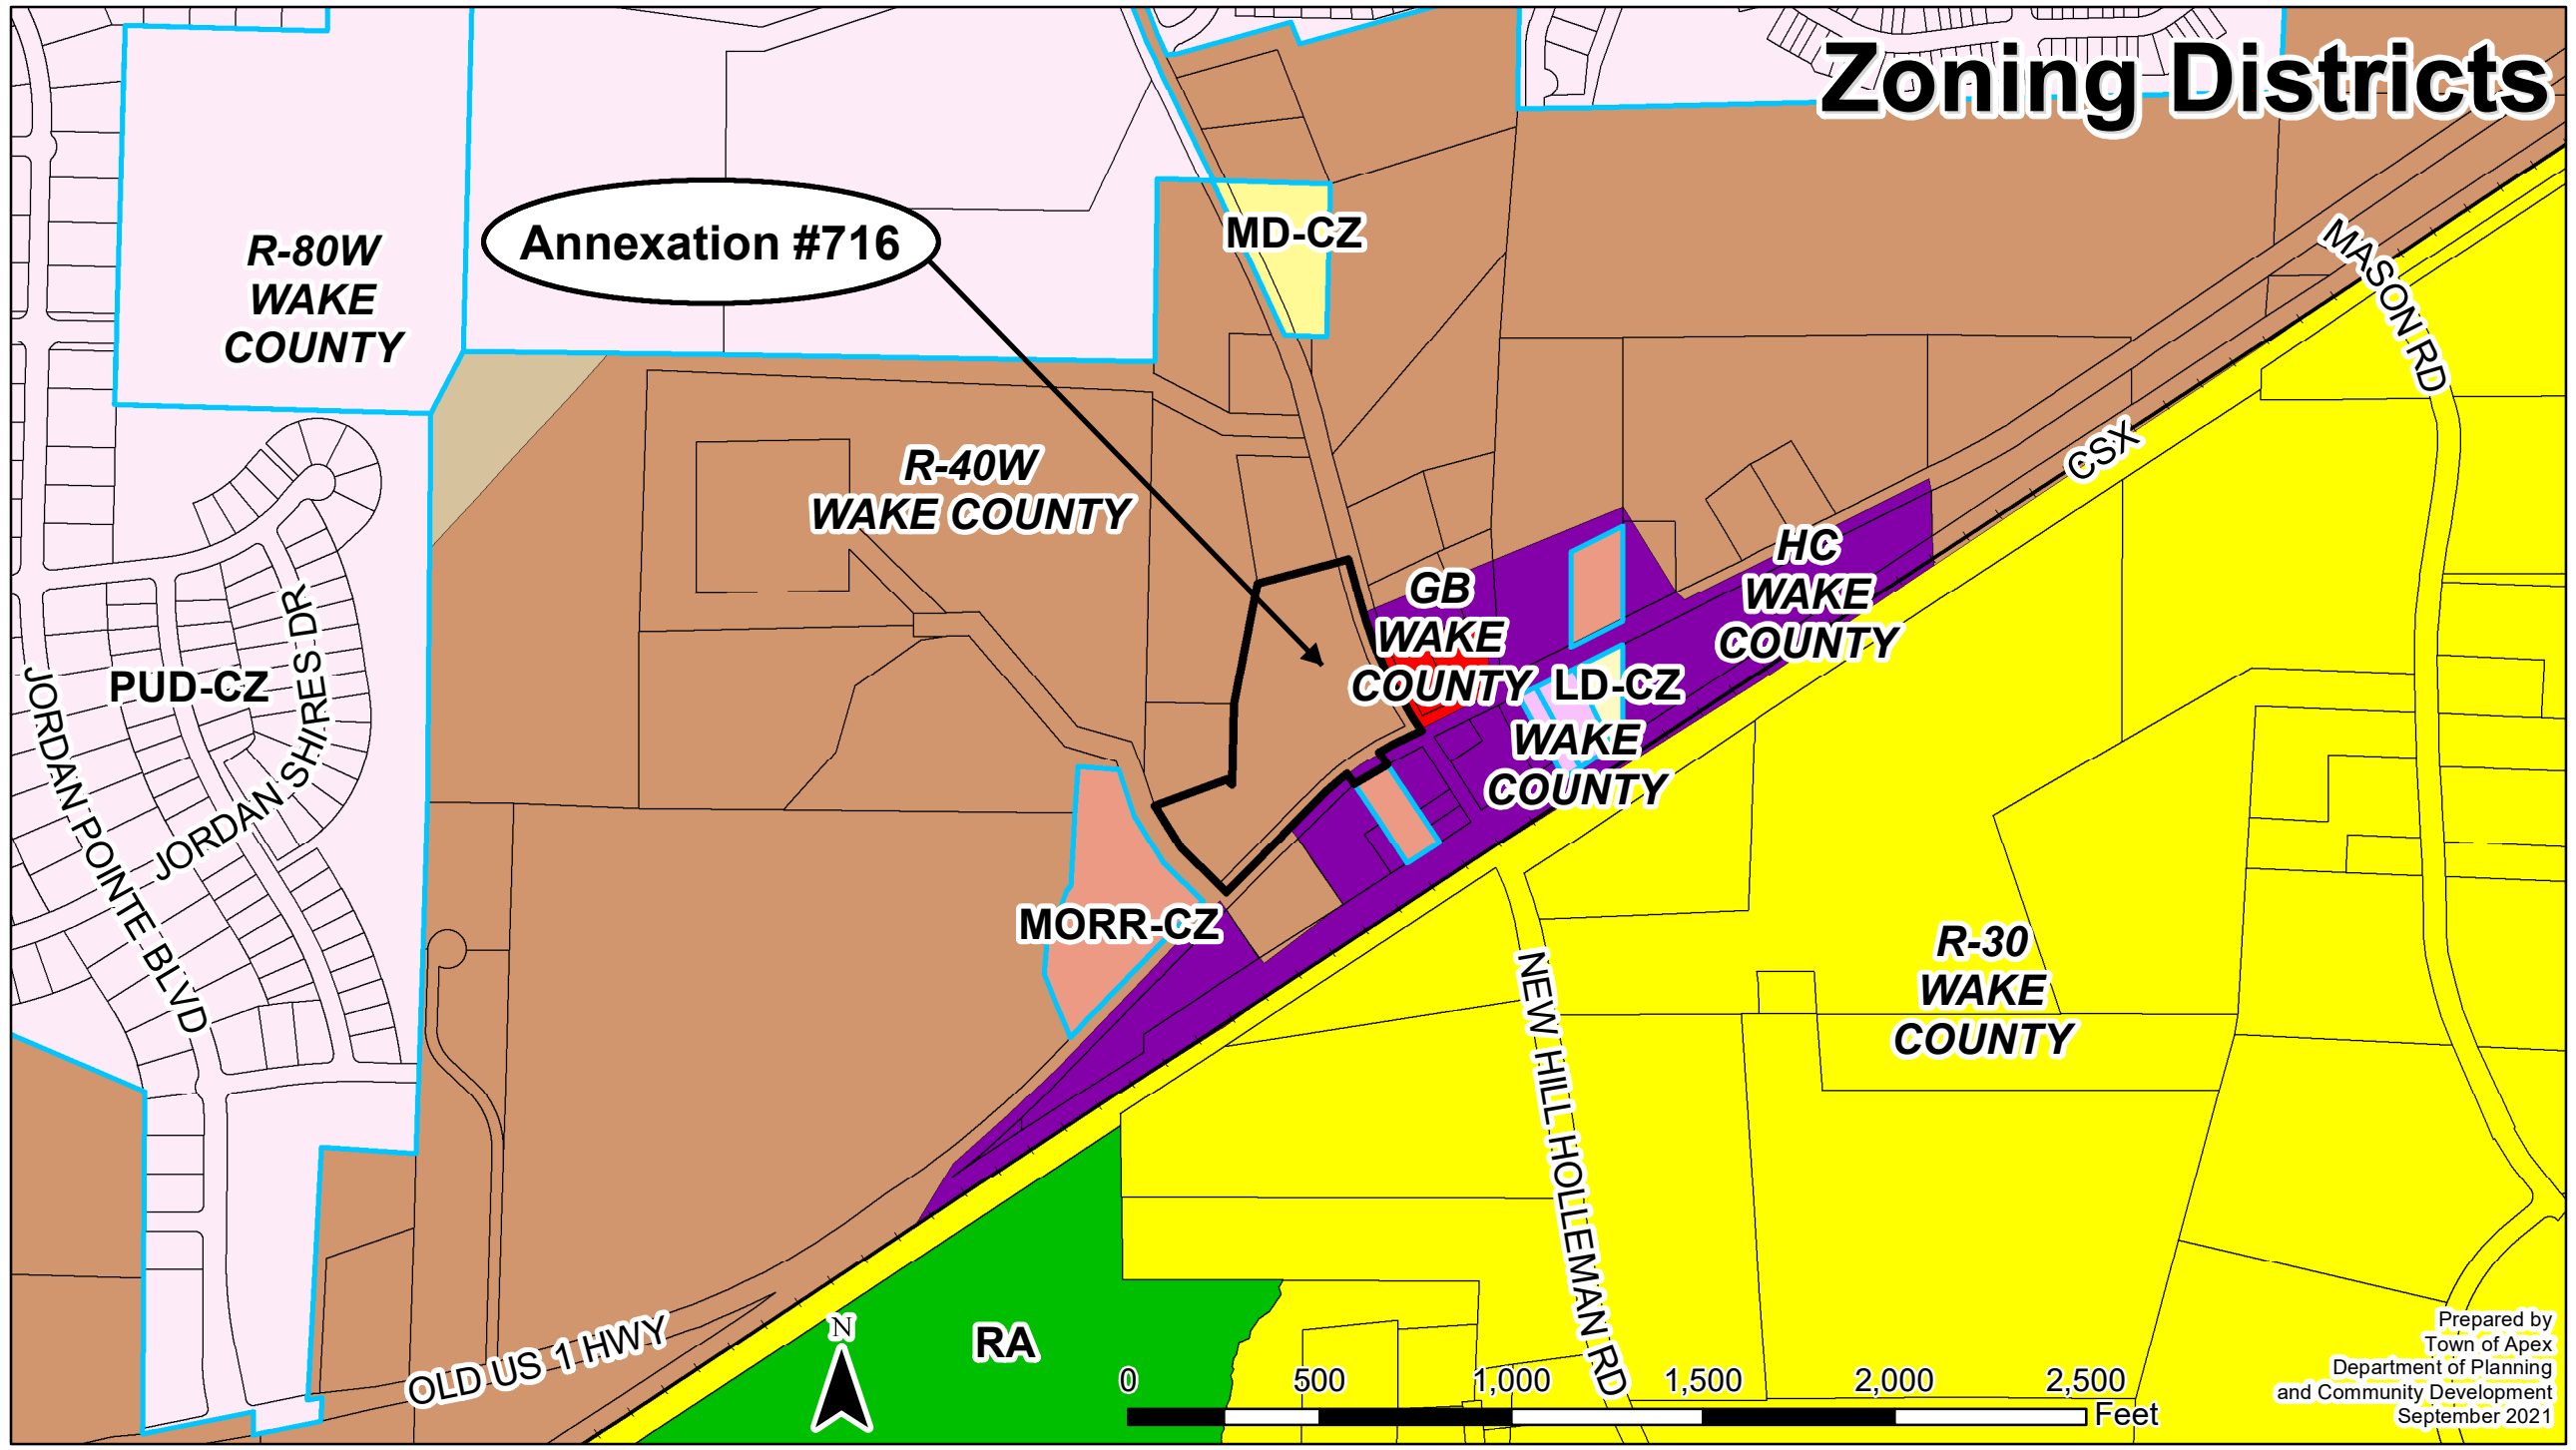 Zoning Districts
MASON RD
MD-CZ
Annexation #716
R-80W
WAKE
COUNTY
CSX
R-40W
WAKE COUNTY
HC
WAKE
COUNTY
GB
WAKE
COUNTY
LD-CZ
WAKE
COUNTY
PUD-CZ
JORDAN SHIRES DR
JORDAN POINTE BLVD
MORR-CZ
R-30
WAKE
COUNTY
NEW HILL HOLLEMAN RD
OLD US 1 HWY
N
RA
0 500 1,000 1,500 2,000 2,500
Feet
Prepared by
Town of Apex
Department of Planning
and Community Development
September 2021